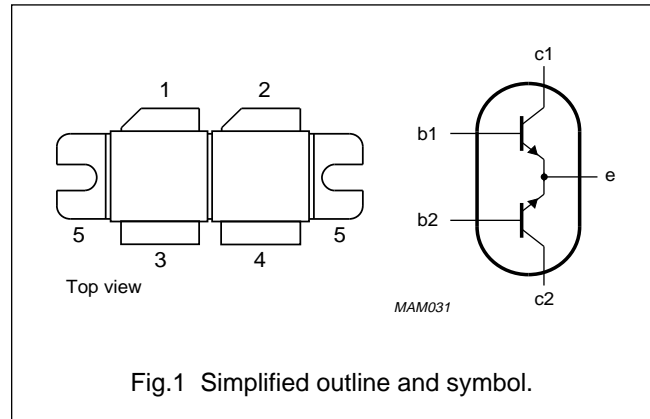 1 2
5 5
3 4
Top view
c1
b1
e
b2
c2
MAM031
Fig.1 Simplified outline and symbol.